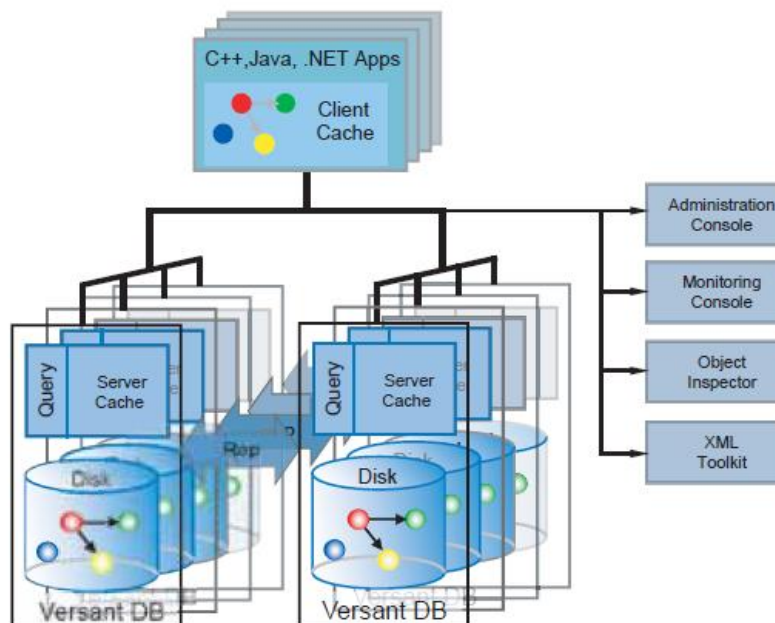 C++,Java, .NET Apps
Client
Cache
Administration
Console
Monitoring
Console
Object
Inspector
XML
Toolkit
Query
Server
Cache
Query
Server
Cache
Rep
Disk
Disk
Versant DB
Versant DB